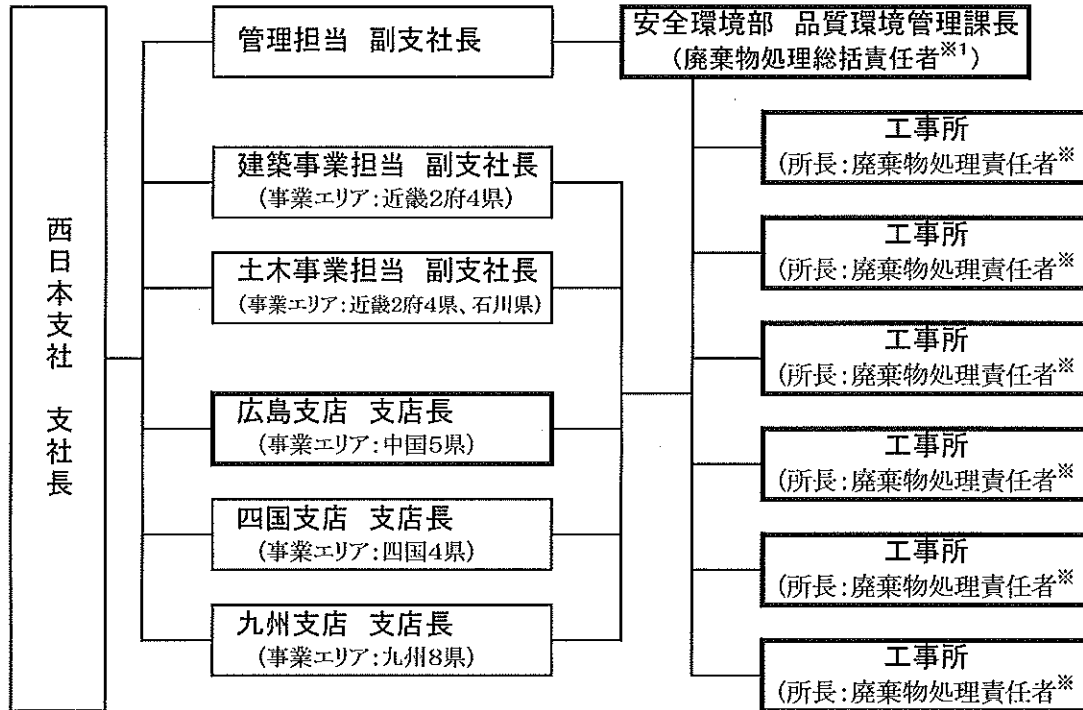 西日本支社 支社長
管理担当 副支社長
安全環境部 品質環境管理課長
(廃棄物処理総括責任者※1)
建築事業担当 副支社長
(事業エリア:近畿2府4県)
土木事業担当 副支社長
(事業エリア:近畿2府4県、石川県)
広島支店 支店長
(事業エリア:中国5県)
四国支店 支店長
(事業エリア:四国4県)
九州支店 支店長
(事業エリア:九州8県)
工事所
(所長:廃棄物処理責任者※
工事所
(所長:廃棄物処理責任者※
工事所
(所長:廃棄物処理責任者※
工事所
(所長:廃棄物処理責任者※
工事所
(所長:廃棄物処理責任者※
工事所
(所長:廃棄物処理責任者※